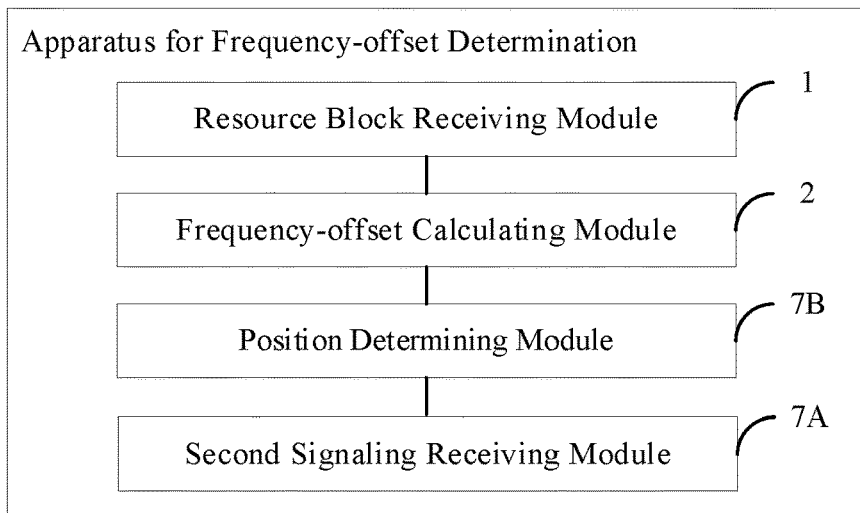 Apparatus for Frequency-offset Determination
1
Resource Block Receiving Module
2
Frequency-offset Calculating Module
7B
Position Determining Module
7A
Second Signaling Receiving Module